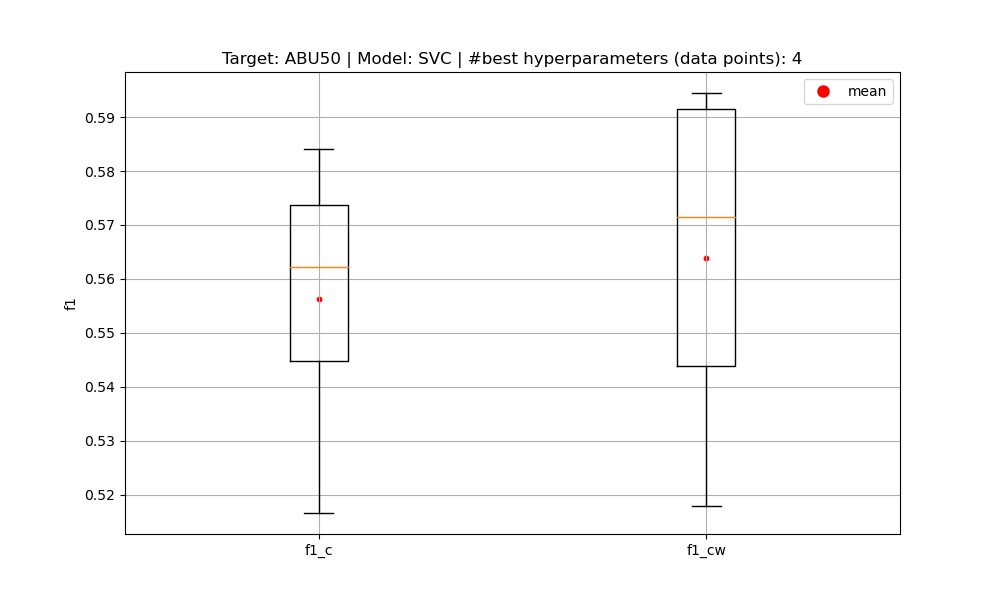 Target: ABU50 | Model: SVC | #best hyperparameters (data points): 4
mean
0.59
0.58
0.57
0.56
0.55
0.54
0.53
0.52
f1
f1_c
f1_cw